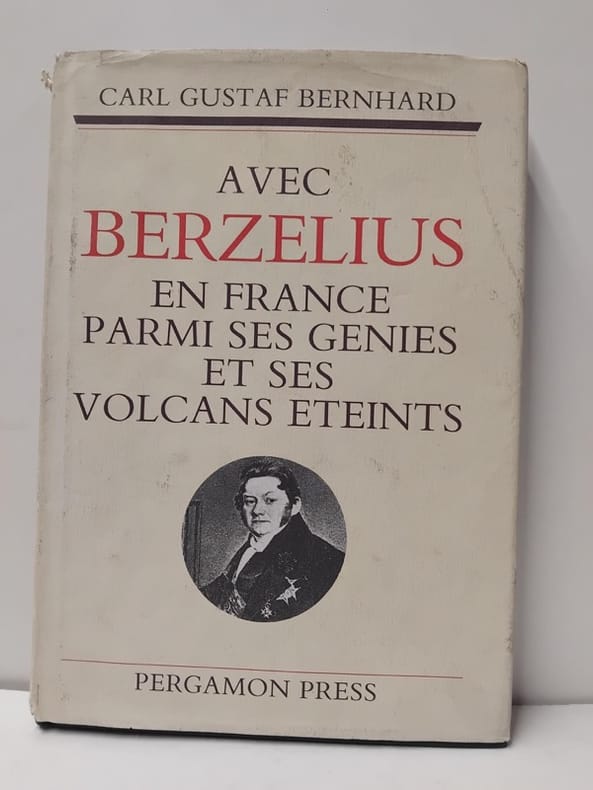 CARL GUSTAF BERNHARD
AVEC
BERZELIUS
EN FRANCE
PARMI SES GENIES
ET SES
VOLCANS ETEINTS
PERGAMON PRESS